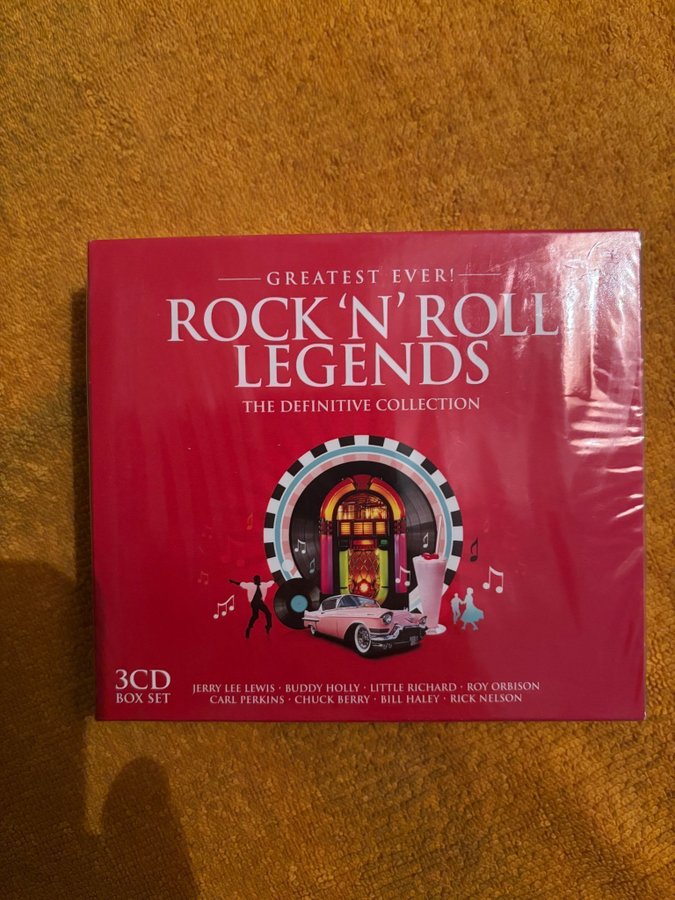 GREATEST EVER!
ROCK 'N' ROLL
LEGENDS
THE DEFINITIVE COLLECTION
3CD
BOX SET
JERRY LEE LEWIS · BUDDY HOLLY · LITTLE RICHARD · ROY ORBISON
CARL PERKINS · CHUCK BERRY · BILL HALEY · RICK NELSON